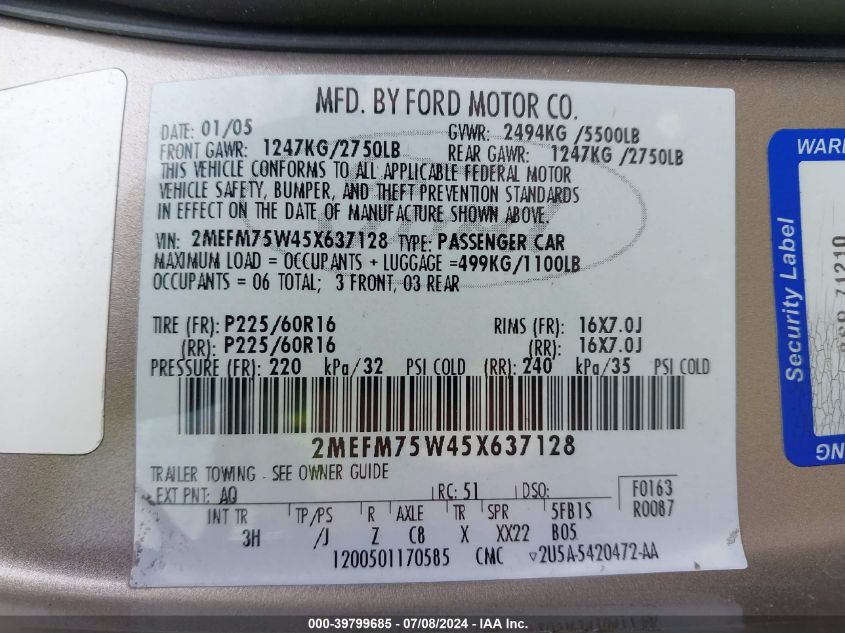 MFD. BY FORD MOTOR CO.
DATE: 01/05 GVWR: 2494KG /5500LB
FRONT GAWR: 1247KG/2750LB REAR GAWR: 1247KG /2750LB
THIS VEHICLE CONFORMS TO ALL APPLICABLE FEDERAL MOTOR
VEHICLE SAFETY, BUMPER, AND THEFT PREVENTION STANDARDS
IN EFFECT ON THE DATE OF MANUFACTURE SHOWN ABOVE.
VIN: 2MEFM75W45X637128 TYPE: PASSENGER CAR
MAXIMUM LOAD = OCCUPANTS + LUGGAGE =499KG/1100LB
OCCUPANTS = 06 TOTAL; 3 FRONT, 03 REAR
TIRE (FR): P225/60R16 RIMS (FR): 16X7.0J
(RR): P225/60R16 (RR): 16X7.0J
PRESSURE (FR): 220 kPa/32 PSI COLD (RR): 240 kPa/35 PSI COLD
2MEFM75W45X637128
TRAILER TOWING - SEE OWNER GUIDE
EXT PNT: AQ RC: 51 DSO: F0163
INT TR TP/PS R AXLE TR SPR 5FB1S R0087
3H /J Z C8 X XX22 B05
1200501170585 CMC 2U5A-5420472-AA
WARN
Security Label
71210
000-39799685 - 07/08/2024 - IAAI.com